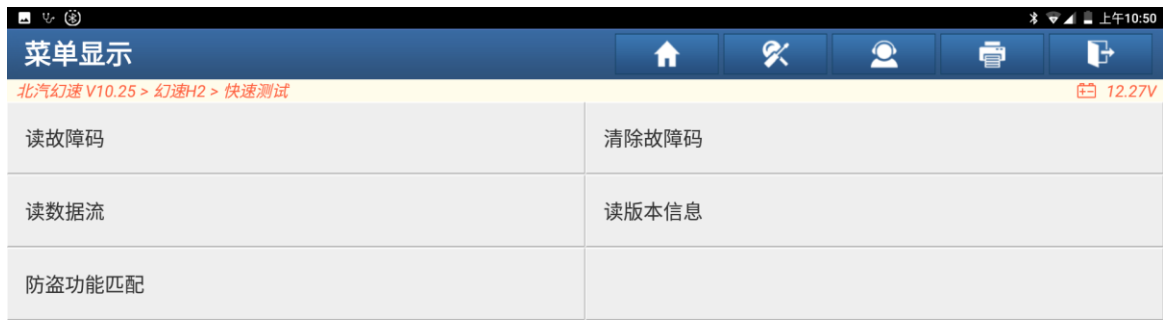 上午10:50
菜单显示
北汽幻速 V10.25 > 幻速H2 > 快速测试
12.27V
读故障码
清除故障码
读数据流
读版本信息
防盗功能匹配